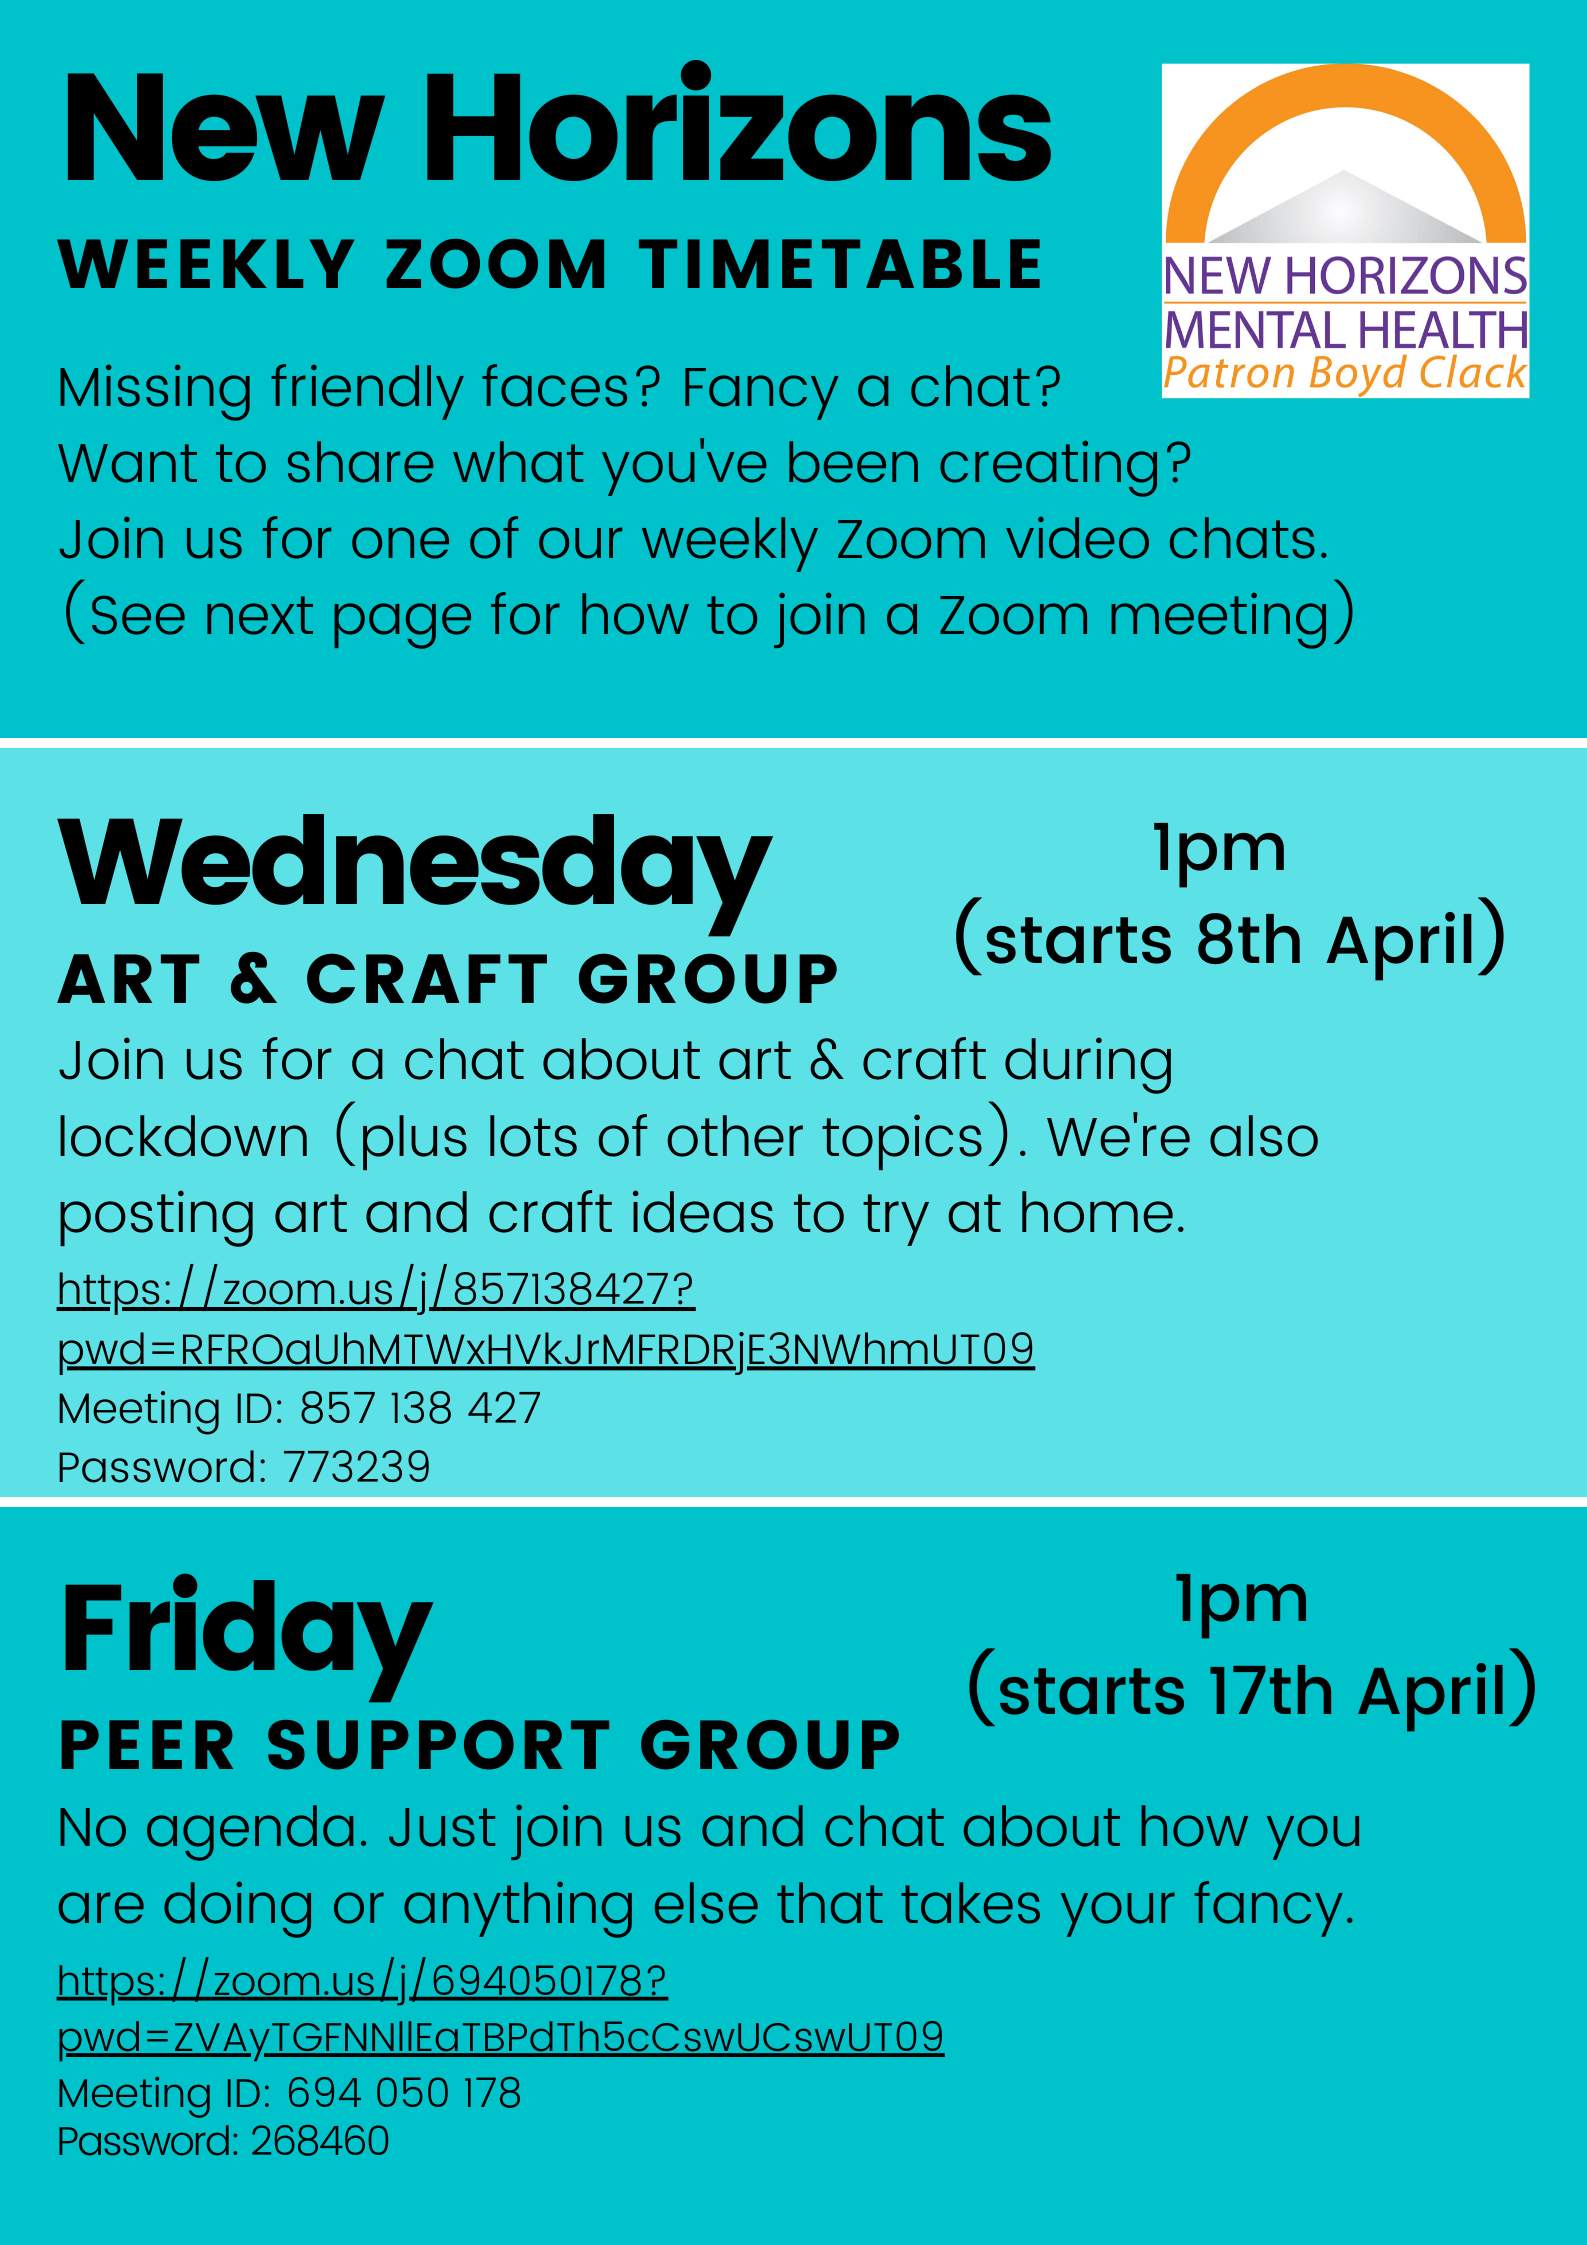 New Horizons
WEEKLY ZOOM TIMETABLE
NEW HORIZONS
MENTAL HEALTH
Patron Boyd Clack
Missing friendly faces? Fancy a chat?
Want to share what you've been creating?
Join us for one of our weekly Zoom video chats.
(See next page for how to join a Zoom meeting)
Wednesday
1pm
(starts 8th April)
ART & CRAFT GROUP
Join us for a chat about art & craft during
lockdown (plus lots of other topics). We're also
posting art and craft ideas to try at home.
https://zoom.us/j/857138427?
pwd=RFROaUhMTWxHVkJrMFRDRjE3NWhmUT09
Meeting ID: 857 138 427
Password: 773239
Friday
1pm
(starts 17th April)
PEER SUPPORT GROUP
No agenda. Just join us and chat about how you
are doing or anything else that takes your fancy.
https://zoom.us/j/694050178?
pwd=ZVAyTGFNNllEaTBPdTh5cCswUCswUT09
Meeting ID: 694 050 178
Password: 268460